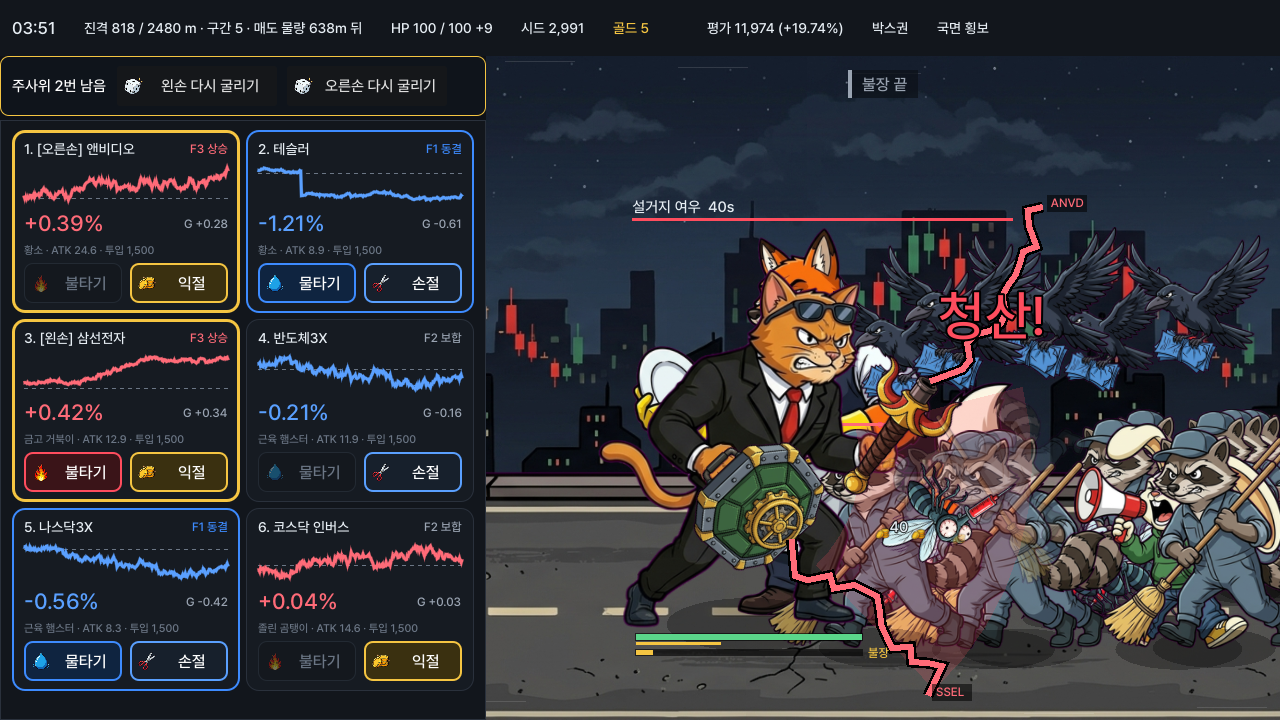 03:51 진격 818 / 2480 m · 구간 5 · 매도 물량 638m 뒤 HP 100 / 100 +9 시드 2,991 골드 5 평가 11,974 (+19.74%) 박스권 국면 횡보
주사위 2번 남음 왼손 다시 굴리기 오른손 다시 굴리기
1. [오른손] 앤비디오 F3 상승
+0.39% G +0.28
황소 · ATK 24.6 · 투입 1,500
불타기 익절
2. 테슬러 F1 동결
-1.21% G -0.61
황소 · ATK 8.9 · 투입 1,500
물타기 손절
3. [왼손] 삼선전자 F3 상승
+0.42% G +0.34
금고 거북이 · ATK 12.9 · 투입 1,500
불타기 익절
4. 반도체3X F2 보합
-0.21% G -0.16
근육 햄스터 · ATK 11.9 · 투입 1,500
물타기 손절
5. 나스닥3X F1 동결
-0.56% G -0.42
근육 햄스터 · ATK 8.3 · 투입 1,500
물타기 손절
6. 코스닥 인버스 F2 보합
+0.04% G +0.03
졸린 곰탱이 · ATK 14.6 · 투입 1,500
불타기 익절
불장 끝
설거지 여우 40s
ANVD
청산!
40
불장
SSEL